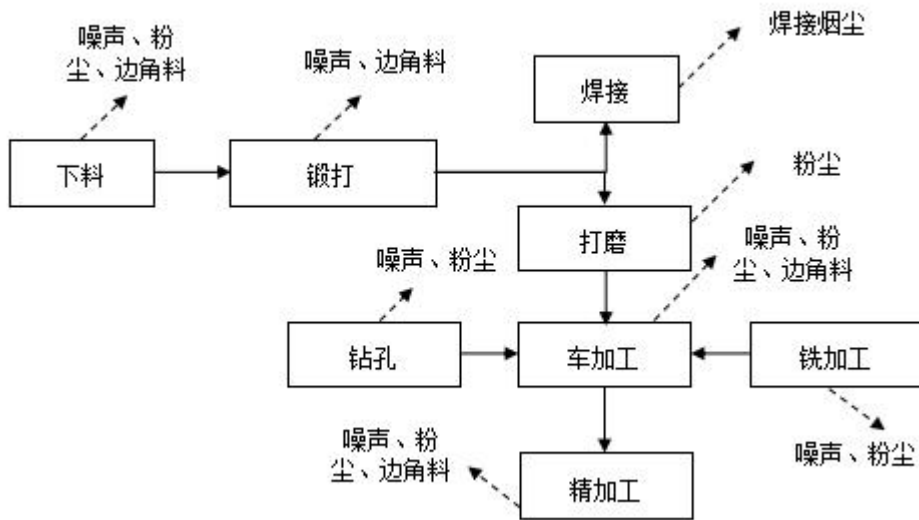 噪声、粉
尘、边角料
噪声、边角料
焊接烟尘
焊接
下料
锻打
粉尘
打磨
噪声、粉尘
噪声、粉
尘、边角料
钻孔
车加工
铣加工
噪声、粉
尘、边角料
噪声、粉尘
精加工